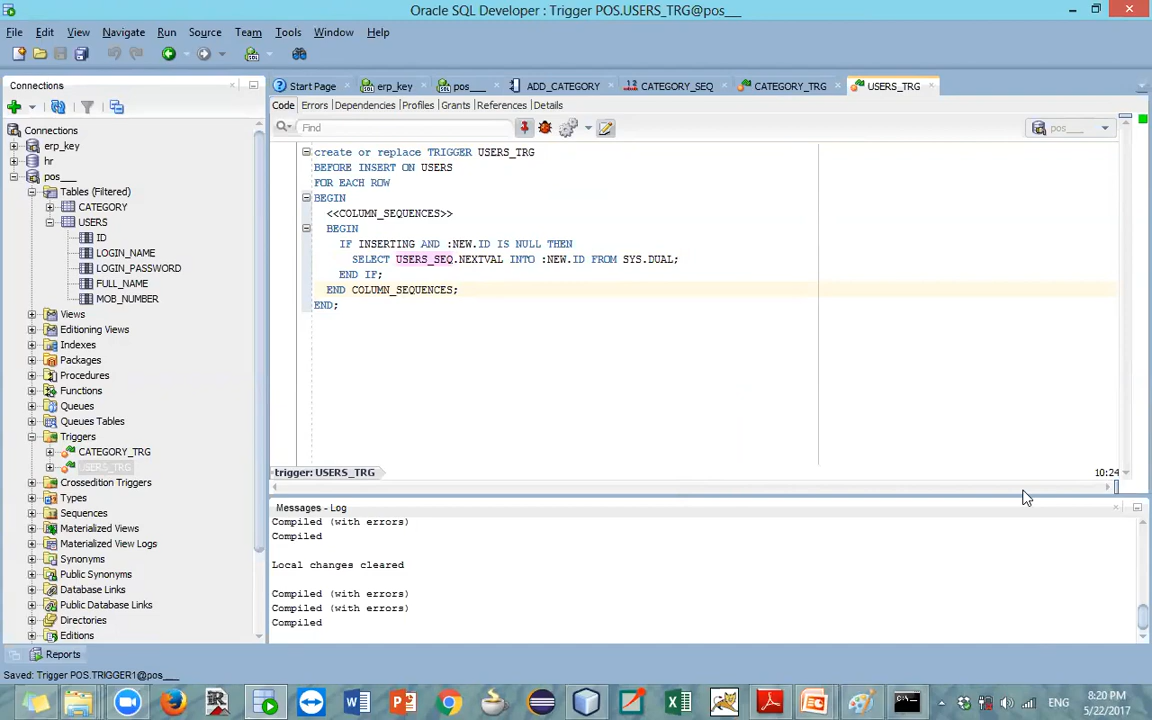 Oracle SQL Developer : Trigger POS.USERS_TRG@pos___
File Edit View Navigate Run Source Team Tools Window Help
Connections
Start Page erp_key pos___ ADD_CATEGORY CATEGORY_SEQ CATEGORY_TRG USERS_TRG
Code Errors Dependencies Profiles Grants References Details
Find
pos___
Connections
erp_key
hr
pos___
Tables (Filtered)
CATEGORY
USERS
ID
LOGIN_NAME
LOGIN_PASSWORD
FULL_NAME
MOB_NUMBER
Views
Editioning Views
Indexes
Packages
Procedures
Functions
Queues
Queues Tables
Triggers
CATEGORY_TRG
USERS_TRG
Crossedition Triggers
Types
Sequences
Materialized Views
Materialized View Logs
Synonyms
Public Synonyms
Database Links
Public Database Links
Directories
Editions
Reports
create or replace TRIGGER USERS_TRG
BEFORE INSERT ON USERS
FOR EACH ROW
BEGIN
<<COLUMN_SEQUENCES>>
BEGIN
IF INSERTING AND :NEW.ID IS NULL THEN
SELECT USERS_SEQ.NEXTVAL INTO :NEW.ID FROM SYS.DUAL;
END IF;
END COLUMN_SEQUENCES;
END;
trigger: USERS_TRG
10:24
Messages - Log
Compiled (with errors)
Compiled
Local changes cleared
Compiled (with errors)
Compiled (with errors)
Compiled
Saved: Trigger POS.TRIGGER1@pos___
ENG
8:20 PM
5/22/2017